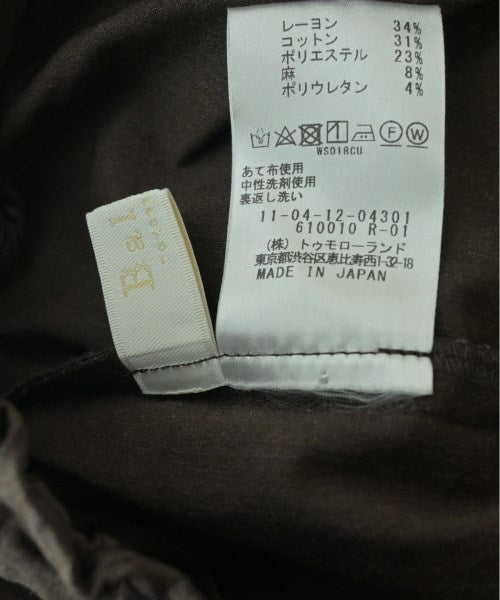 レーヨン 34%
コットン 31%
ポリエステル 23%
麻 8%
ポリウレタン 4%
WS018CU
あて布使用
中性洗剤使用
裏返し洗い
11-04-12-04301
610010 R-01
(株) トゥモローランド
東京都渋谷区恵比寿西1-32-18
MADE IN JAPAN
Bal